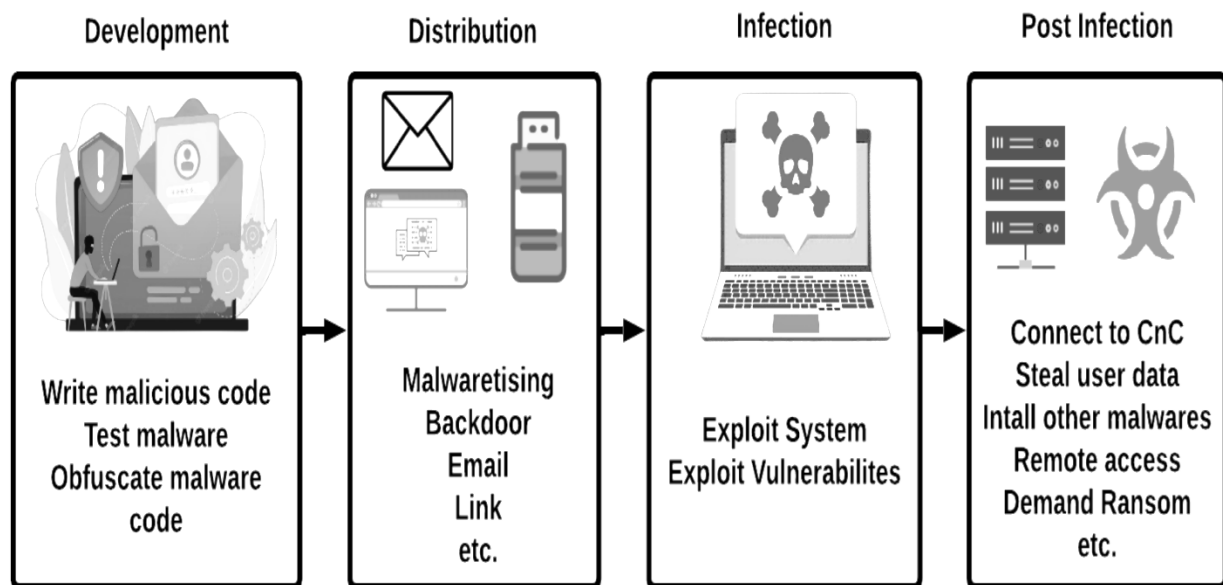 Development
Write malicious code
Test malware
Obfuscate malware
code
Distribution
Malwaretising
Backdoor
Email
Link
etc.
Infection
Exploit System
Exploit Vulnerabilites
Post Infection
Connect to CnC
Steal user data
Intall other malwares
Remote access
Demand Ransom
etc.